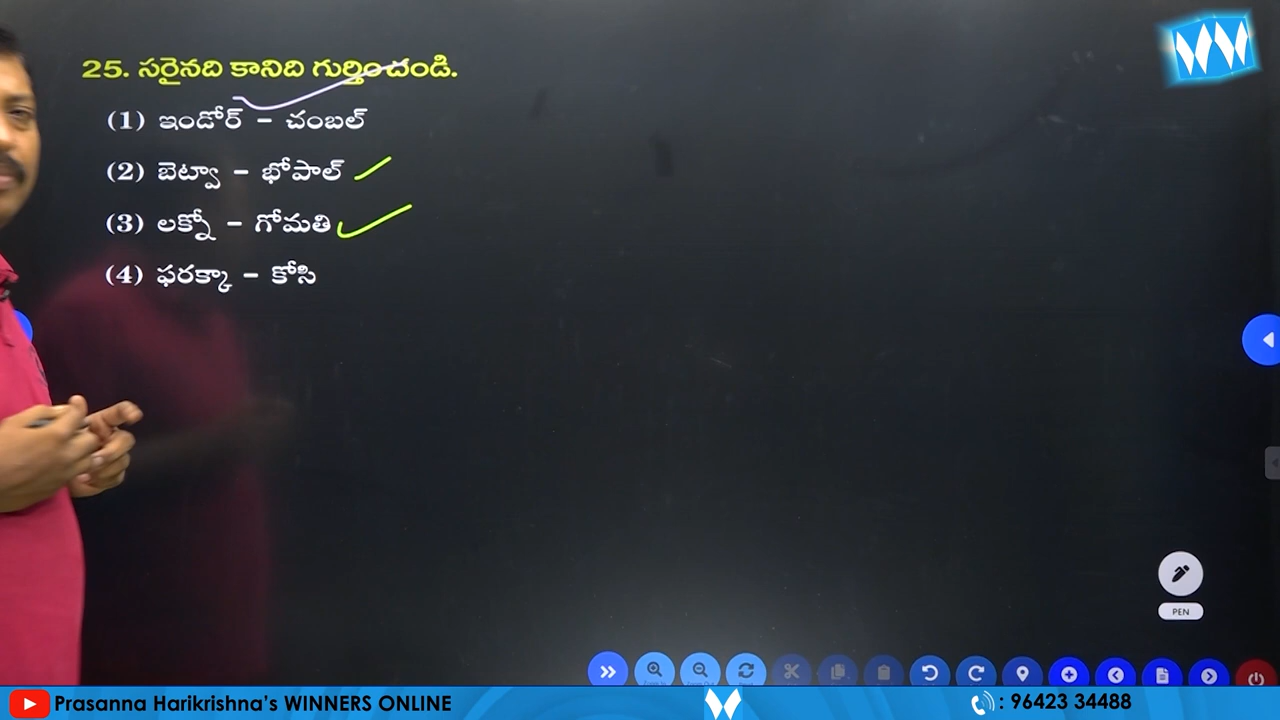 25. సరైనది కానిది గుర్తించండి.
(1) ఇండోర్ – చంబల్
(2) బెట్వా – భోపాల్
(3) లక్నో – గోమతి
(4) ఫరక్కా – కోసి
PEN
Prasanna Harikrishna's WINNERS ONLINE
: 96423 34488